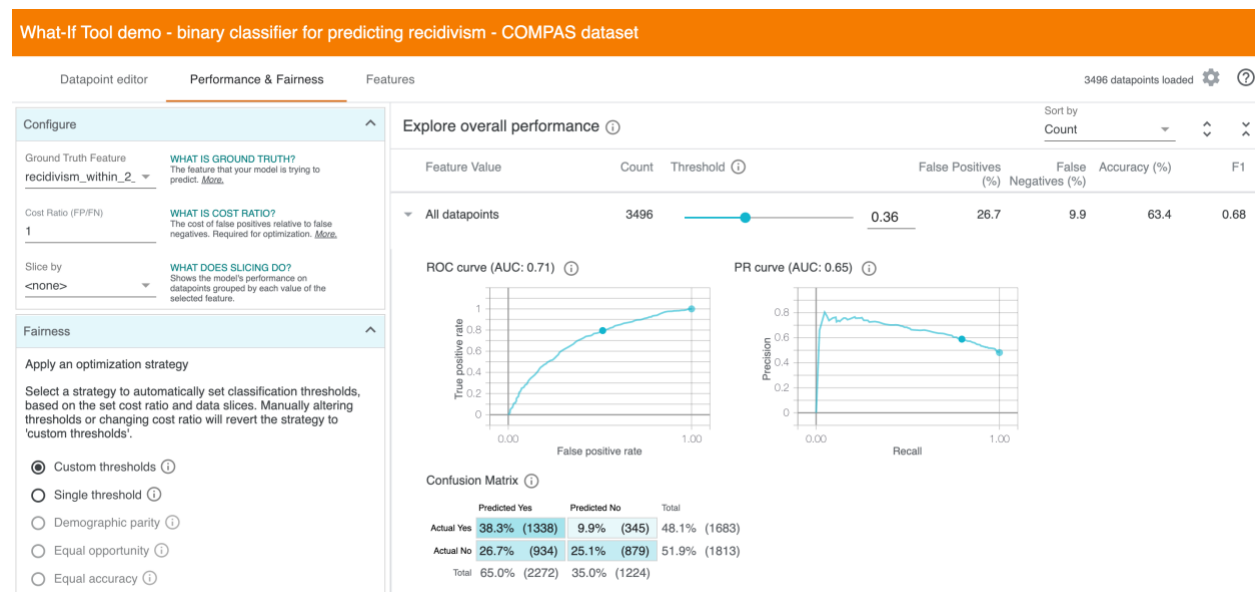 What-If Tool demo - binary classifier for predicting recidivism - COMPAS dataset
Datapoint editor Performance & Fairness Features 3496 datapoints loaded
Configure
Ground Truth Feature
recidivism_within_2_
WHAT IS GROUND TRUTH?
The feature that your model is trying to
predict. More.
Cost Ratio (FP/FN)
1
WHAT IS COST RATIO?
The cost of false positives relative to false
negatives. Required for optimization. More.
Slice by
<none>
WHAT DOES SLICING DO?
Shows the model's performance on
datapoints grouped by each value of the
selected feature.
Fairness
Apply an optimization strategy
Select a strategy to automatically set classification thresholds,
based on the set cost ratio and data slices. Manually altering
thresholds or changing cost ratio will revert the strategy to
'custom thresholds'.
Custom thresholds
Single threshold
Demographic parity
Equal opportunity
Equal accuracy
Explore overall performance
Sort by
Count
Feature Value Count Threshold False Positives (%) False Negatives (%) Accuracy (%) F1
All datapoints 3496 0.36 26.7 9.9 63.4 0.68
ROC curve (AUC: 0.71)
1
0.8
0.6
0.4
0.2
0
True positive rate
0.00 1.00
False positive rate
PR curve (AUC: 0.65)
0.8
0.6
0.4
0.2
0
Precision
0.00 1.00
Recall
Confusion Matrix
Predicted Yes Predicted No Total
Actual Yes 38.3% (1338) 9.9% (345) 48.1% (1683)
Actual No 26.7% (934) 25.1% (879) 51.9% (1813)
Total 65.0% (2272) 35.0% (1224)